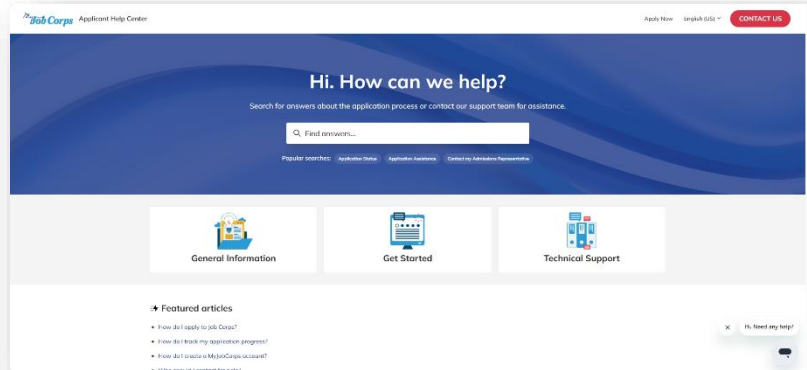 Job Corps Applicant Help Center
Apply Now English (US) CONTACT US
Hi. How can we help?
Search for answers about the application process or contact our support team for assistance.
Find answers...
Popular searches: Application Status Application Assistance Contact my Admissions Representative
General Information Get Started Technical Support
Featured articles
• How do I apply to Job Corps?
• How do I track my application progress?
• How do I create a MyJobCorps account?
Hi. Need any help?